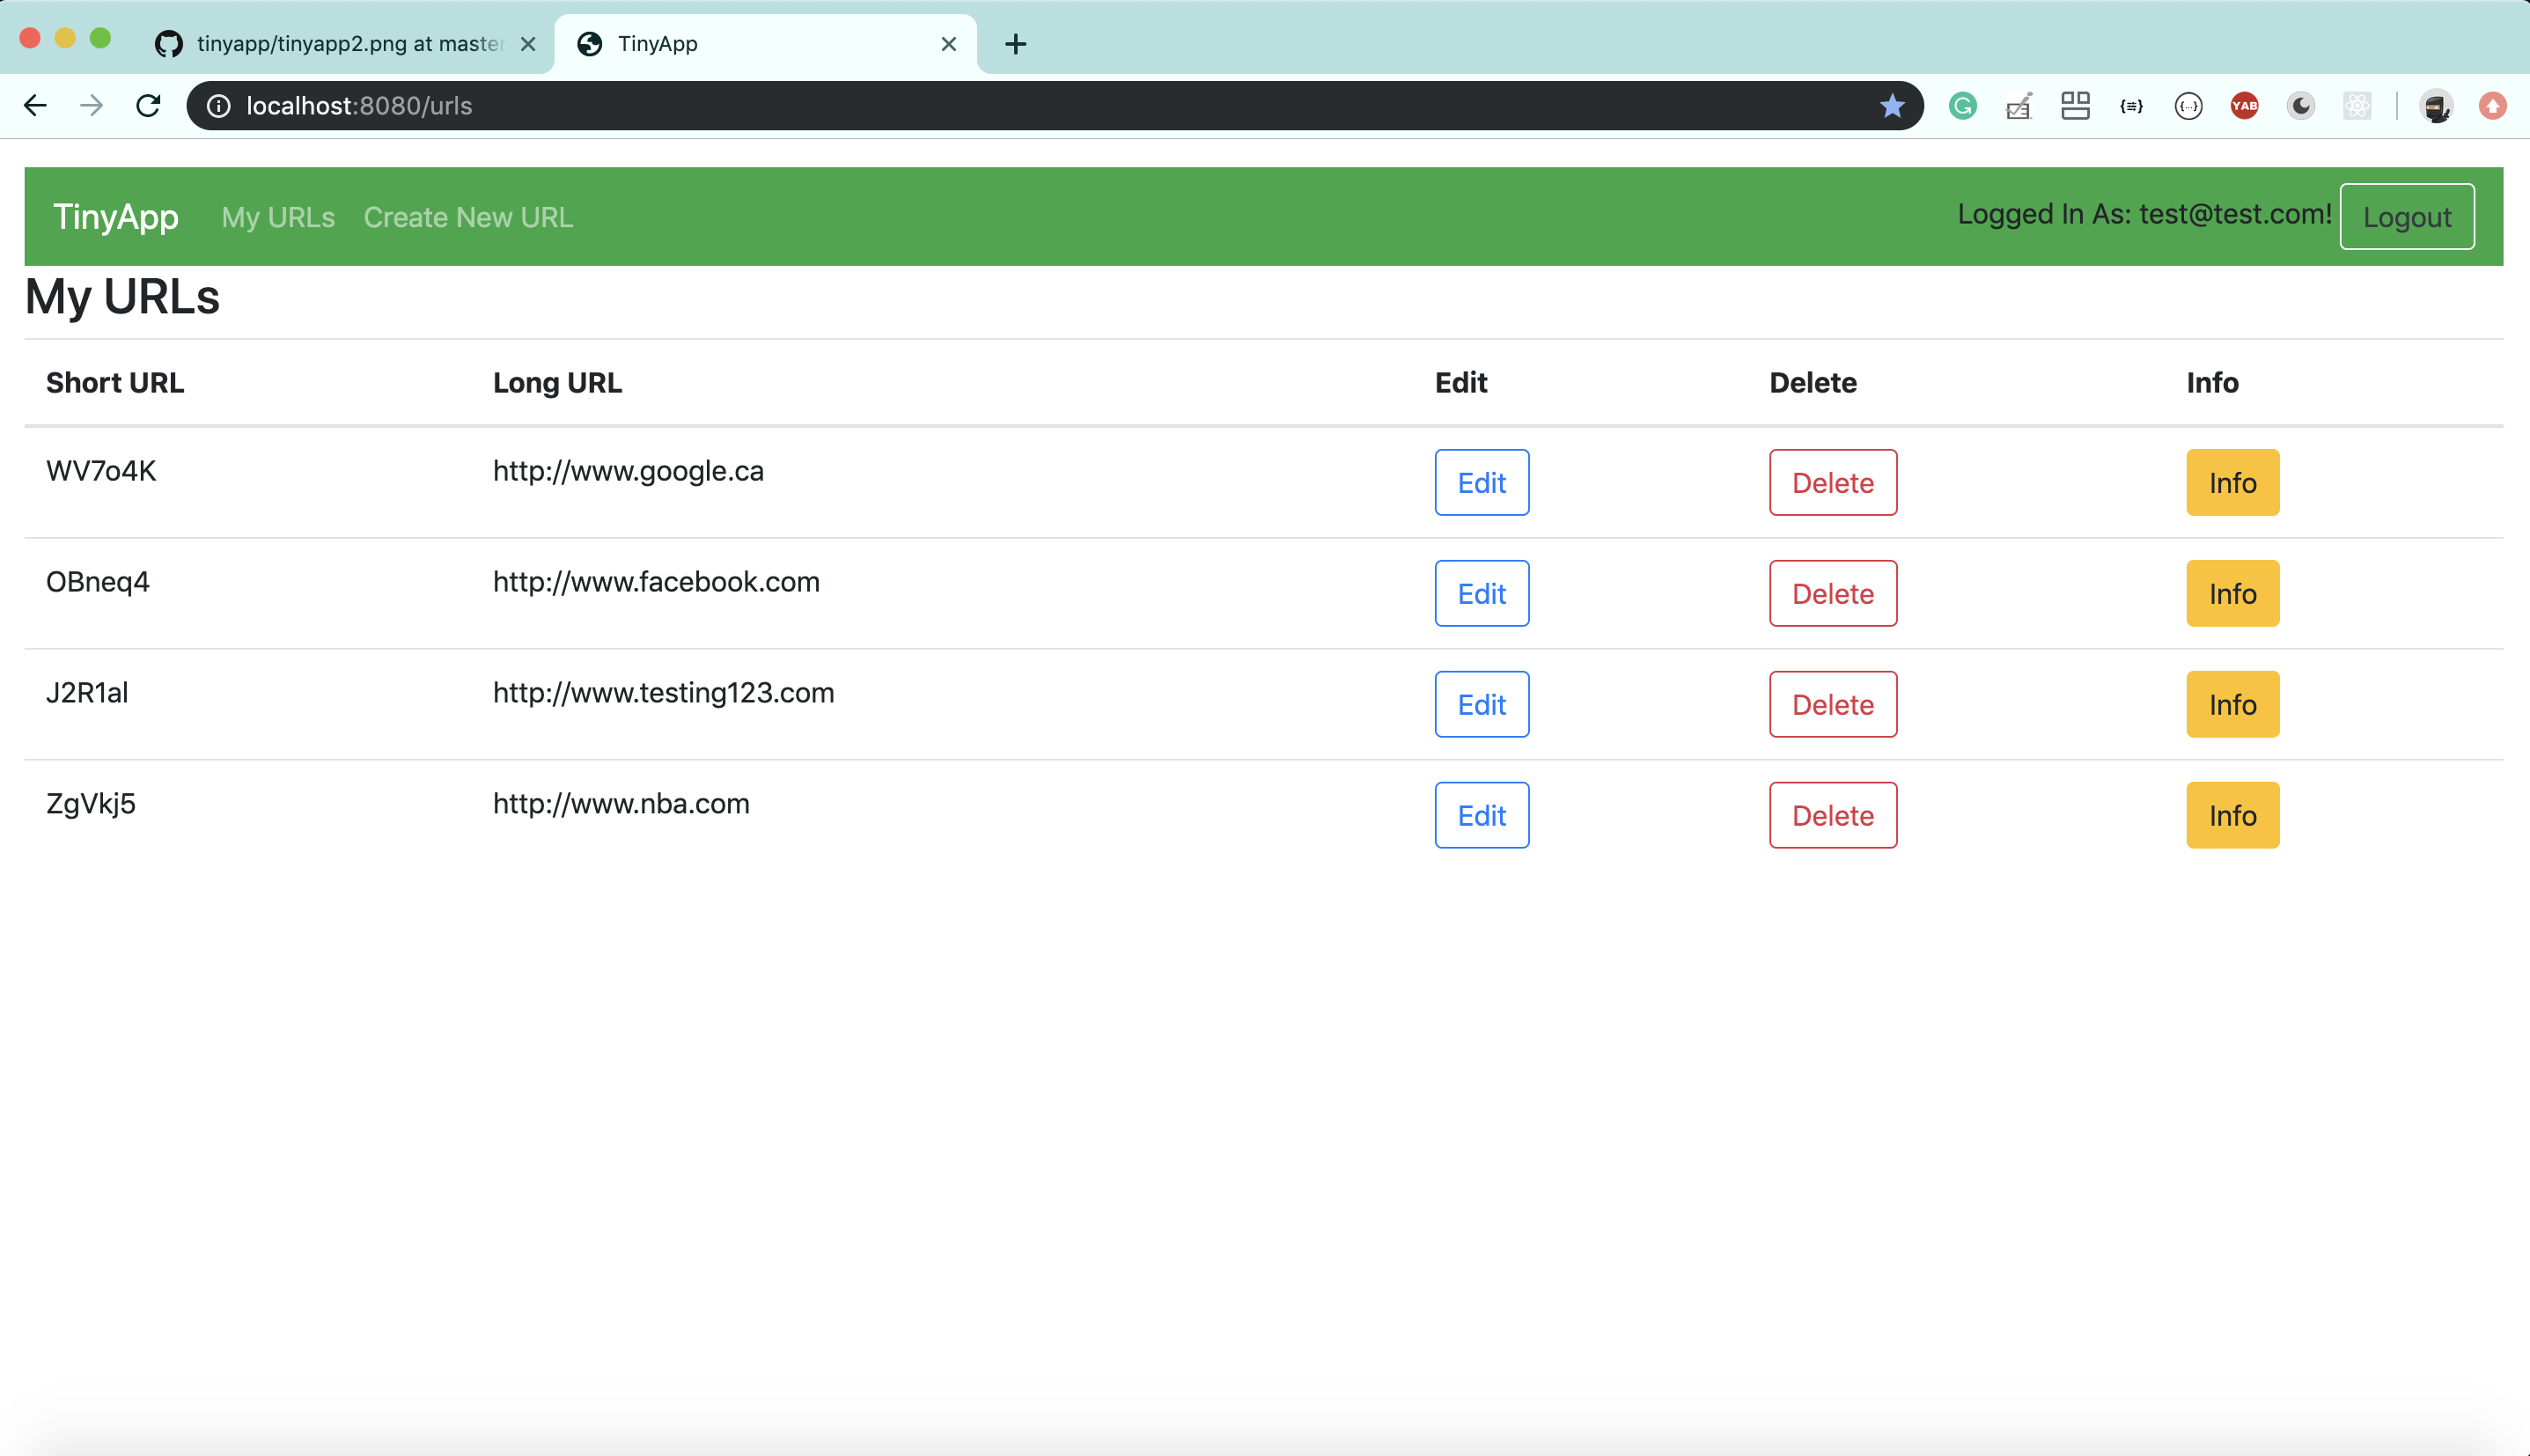 tinyapp/tinyapp2.png at master
TinyApp
localhost:8080/urls
YAB
TinyApp My URLs Create New URL Logged In As: test@test.com! Logout
My URLs
Short URL Long URL Edit Delete Info
WV7o4K http://www.google.ca Edit Delete Info
OBneq4 http://www.facebook.com Edit Delete Info
J2R1al http://www.testing123.com Edit Delete Info
ZgVkj5 http://www.nba.com Edit Delete Info